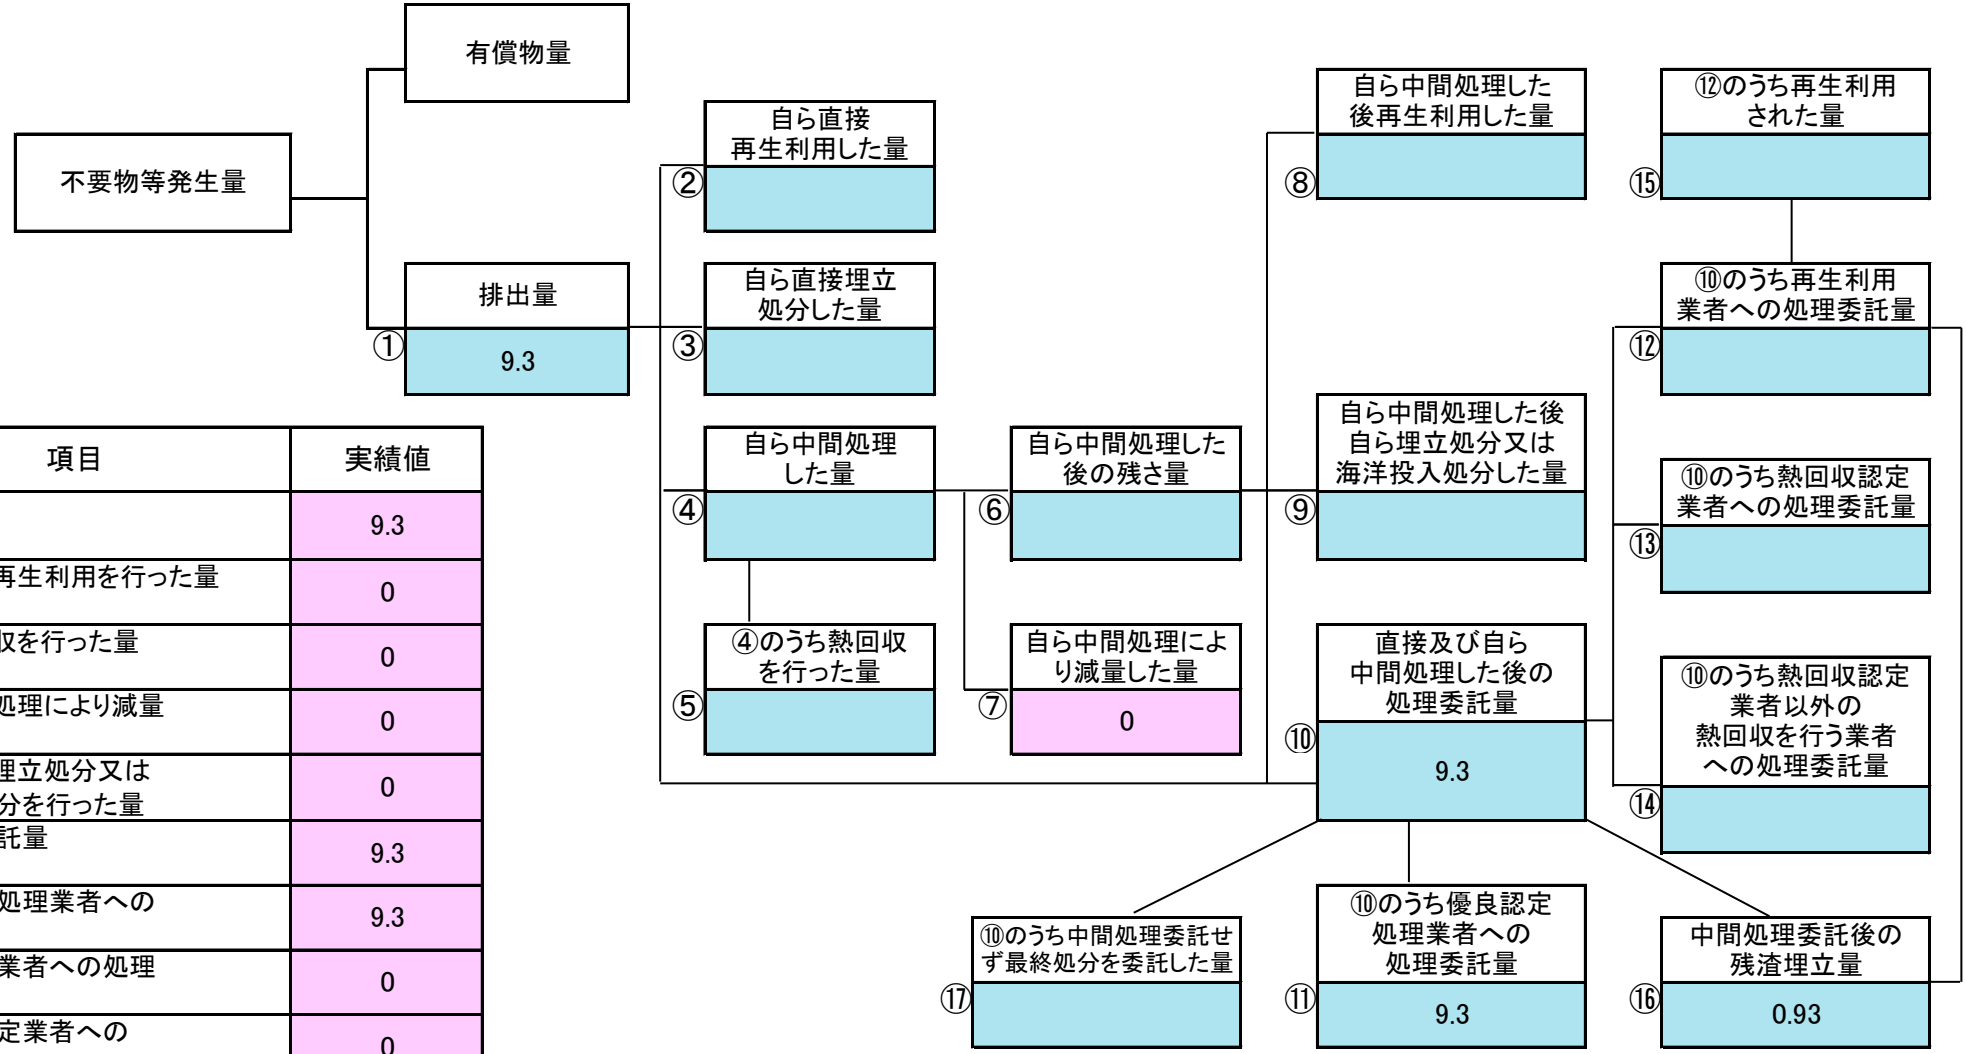 有償物量
不要物等発生量
排出量
①
9.3
自ら直接
再生利用した量
②
自ら直接埋立
処分した量
③
自ら中間処理
した量
④
④のうち熱回収
を行った量
⑤
自ら中間処理した
後の残さ量
⑥
自ら中間処理によ
り減量した量
⑦
0
自ら中間処理した
後再生利用した量
⑧
自ら中間処理した後
自ら埋立処分又は
海洋投入処分した量
⑨
直接及び自ら
中間処理した後の
処理委託量
⑩
9.3
⑫のうち再生利用
された量
⑮
⑩のうち再生利用
業者への処理委託量
⑫
⑩のうち熱回収認定
業者への処理委託量
⑬
⑩のうち熱回収認定
業者以外の
熱回収を行う業者
への処理委託量
⑭
⑩のうち中間処理委託せ
ず最終処分を委託した量
⑰
⑩のうち優良認定
処理業者への
処理委託量
⑪
9.3
中間処理委託後の
残渣埋立量
⑯
0.93
項目 実績値
9.3
再生利用を行った量
0
収を行った量
0
処理により減量
0
埋立処分又は
分を行った量
0
託量
9.3
処理業者への
9.3
業者への処理
0
定業者への
0